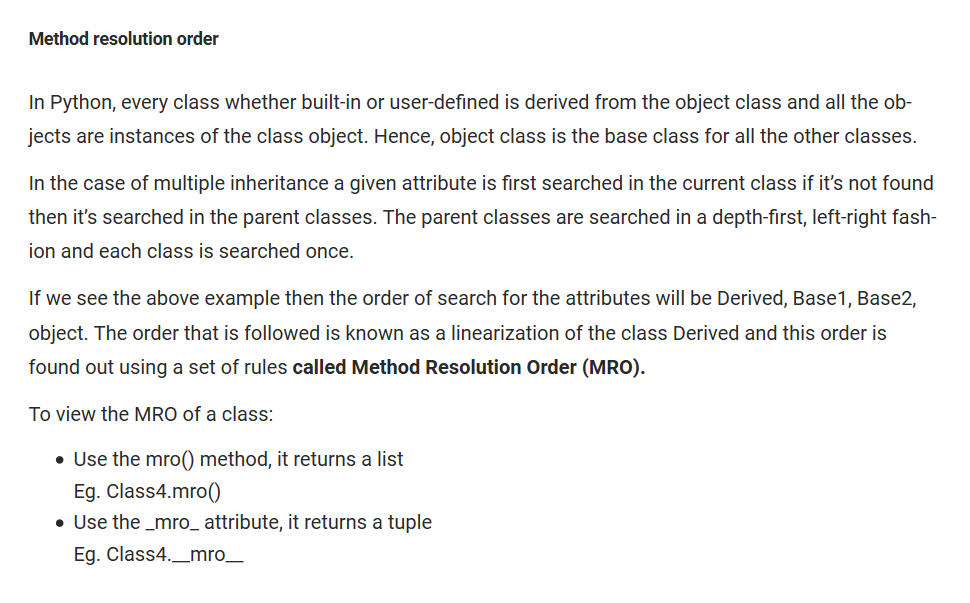 Method resolution order
In Python, every class whether built-in or user-defined is derived from the object class and all the ob-
jects are instances of the class object. Hence, object class is the base class for all the other classes.
In the case of multiple inheritance a given attribute is first searched in the current class if it’s not found
then it’s searched in the parent classes. The parent classes are searched in a depth-first, left-right fash-
ion and each class is searched once.
If we see the above example then the order of search for the attributes will be Derived, Base1, Base2,
object. The order that is followed is known as a linearization of the class Derived and this order is
found out using a set of rules called Method Resolution Order (MRO).
To view the MRO of a class:
• Use the mro() method, it returns a list
Eg. Class4.mro()
• Use the _mro_ attribute, it returns a tuple
Eg. Class4.__mro__